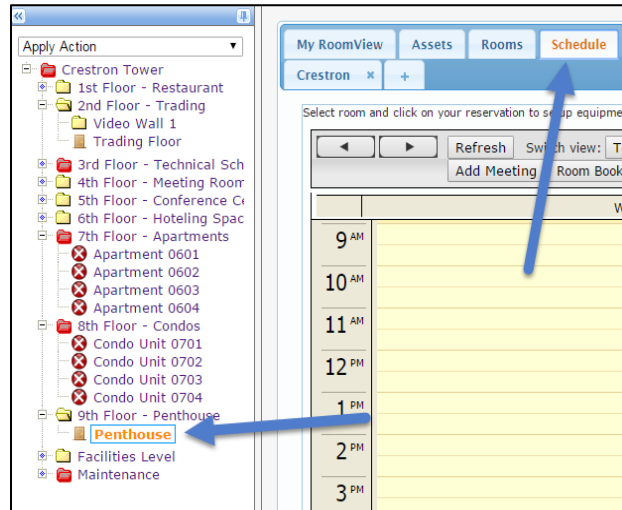 Apply Action
Crestron Tower
1st Floor - Restaurant
2nd Floor - Trading
Video Wall 1
Trading Floor
3rd Floor - Technical Sch
4th Floor - Meeting Room
5th Floor - Conference Ce
6th Floor - Hoteling Spac
7th Floor - Apartments
Apartment 0601
Apartment 0602
Apartment 0603
Apartment 0604
8th Floor - Condos
Condo Unit 0701
Condo Unit 0702
Condo Unit 0703
Condo Unit 0704
9th Floor - Penthouse
Penthouse
Facilities Level
Maintenance
My RoomView Assets Rooms Schedule
Crestron × +
Select room and click on your reservation to setup equipme
Refresh Switch view: T
Add Meeting Room Book
W
9 AM
10 AM
11 AM
12 PM
1 PM
2 PM
3 PM